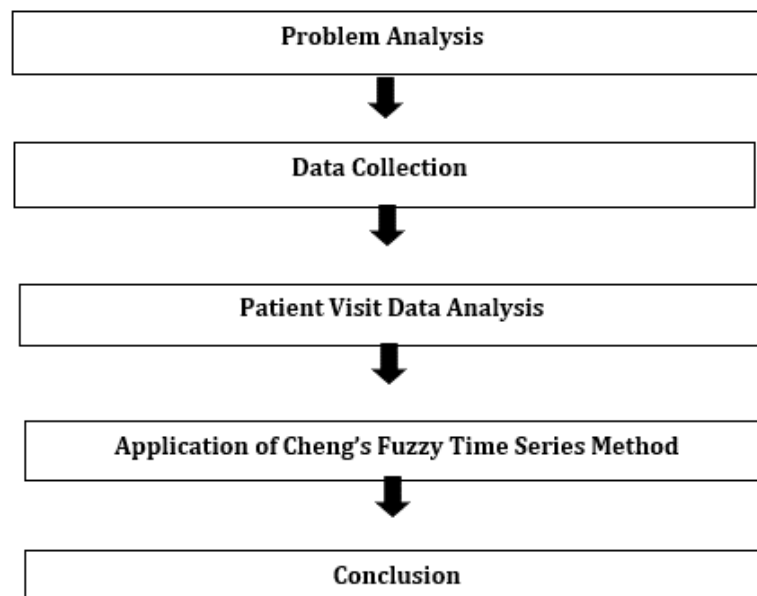 Problem Analysis
Data Collection
Patient Visit Data Analysis
Application of Cheng’s Fuzzy Time Series Method
Conclusion